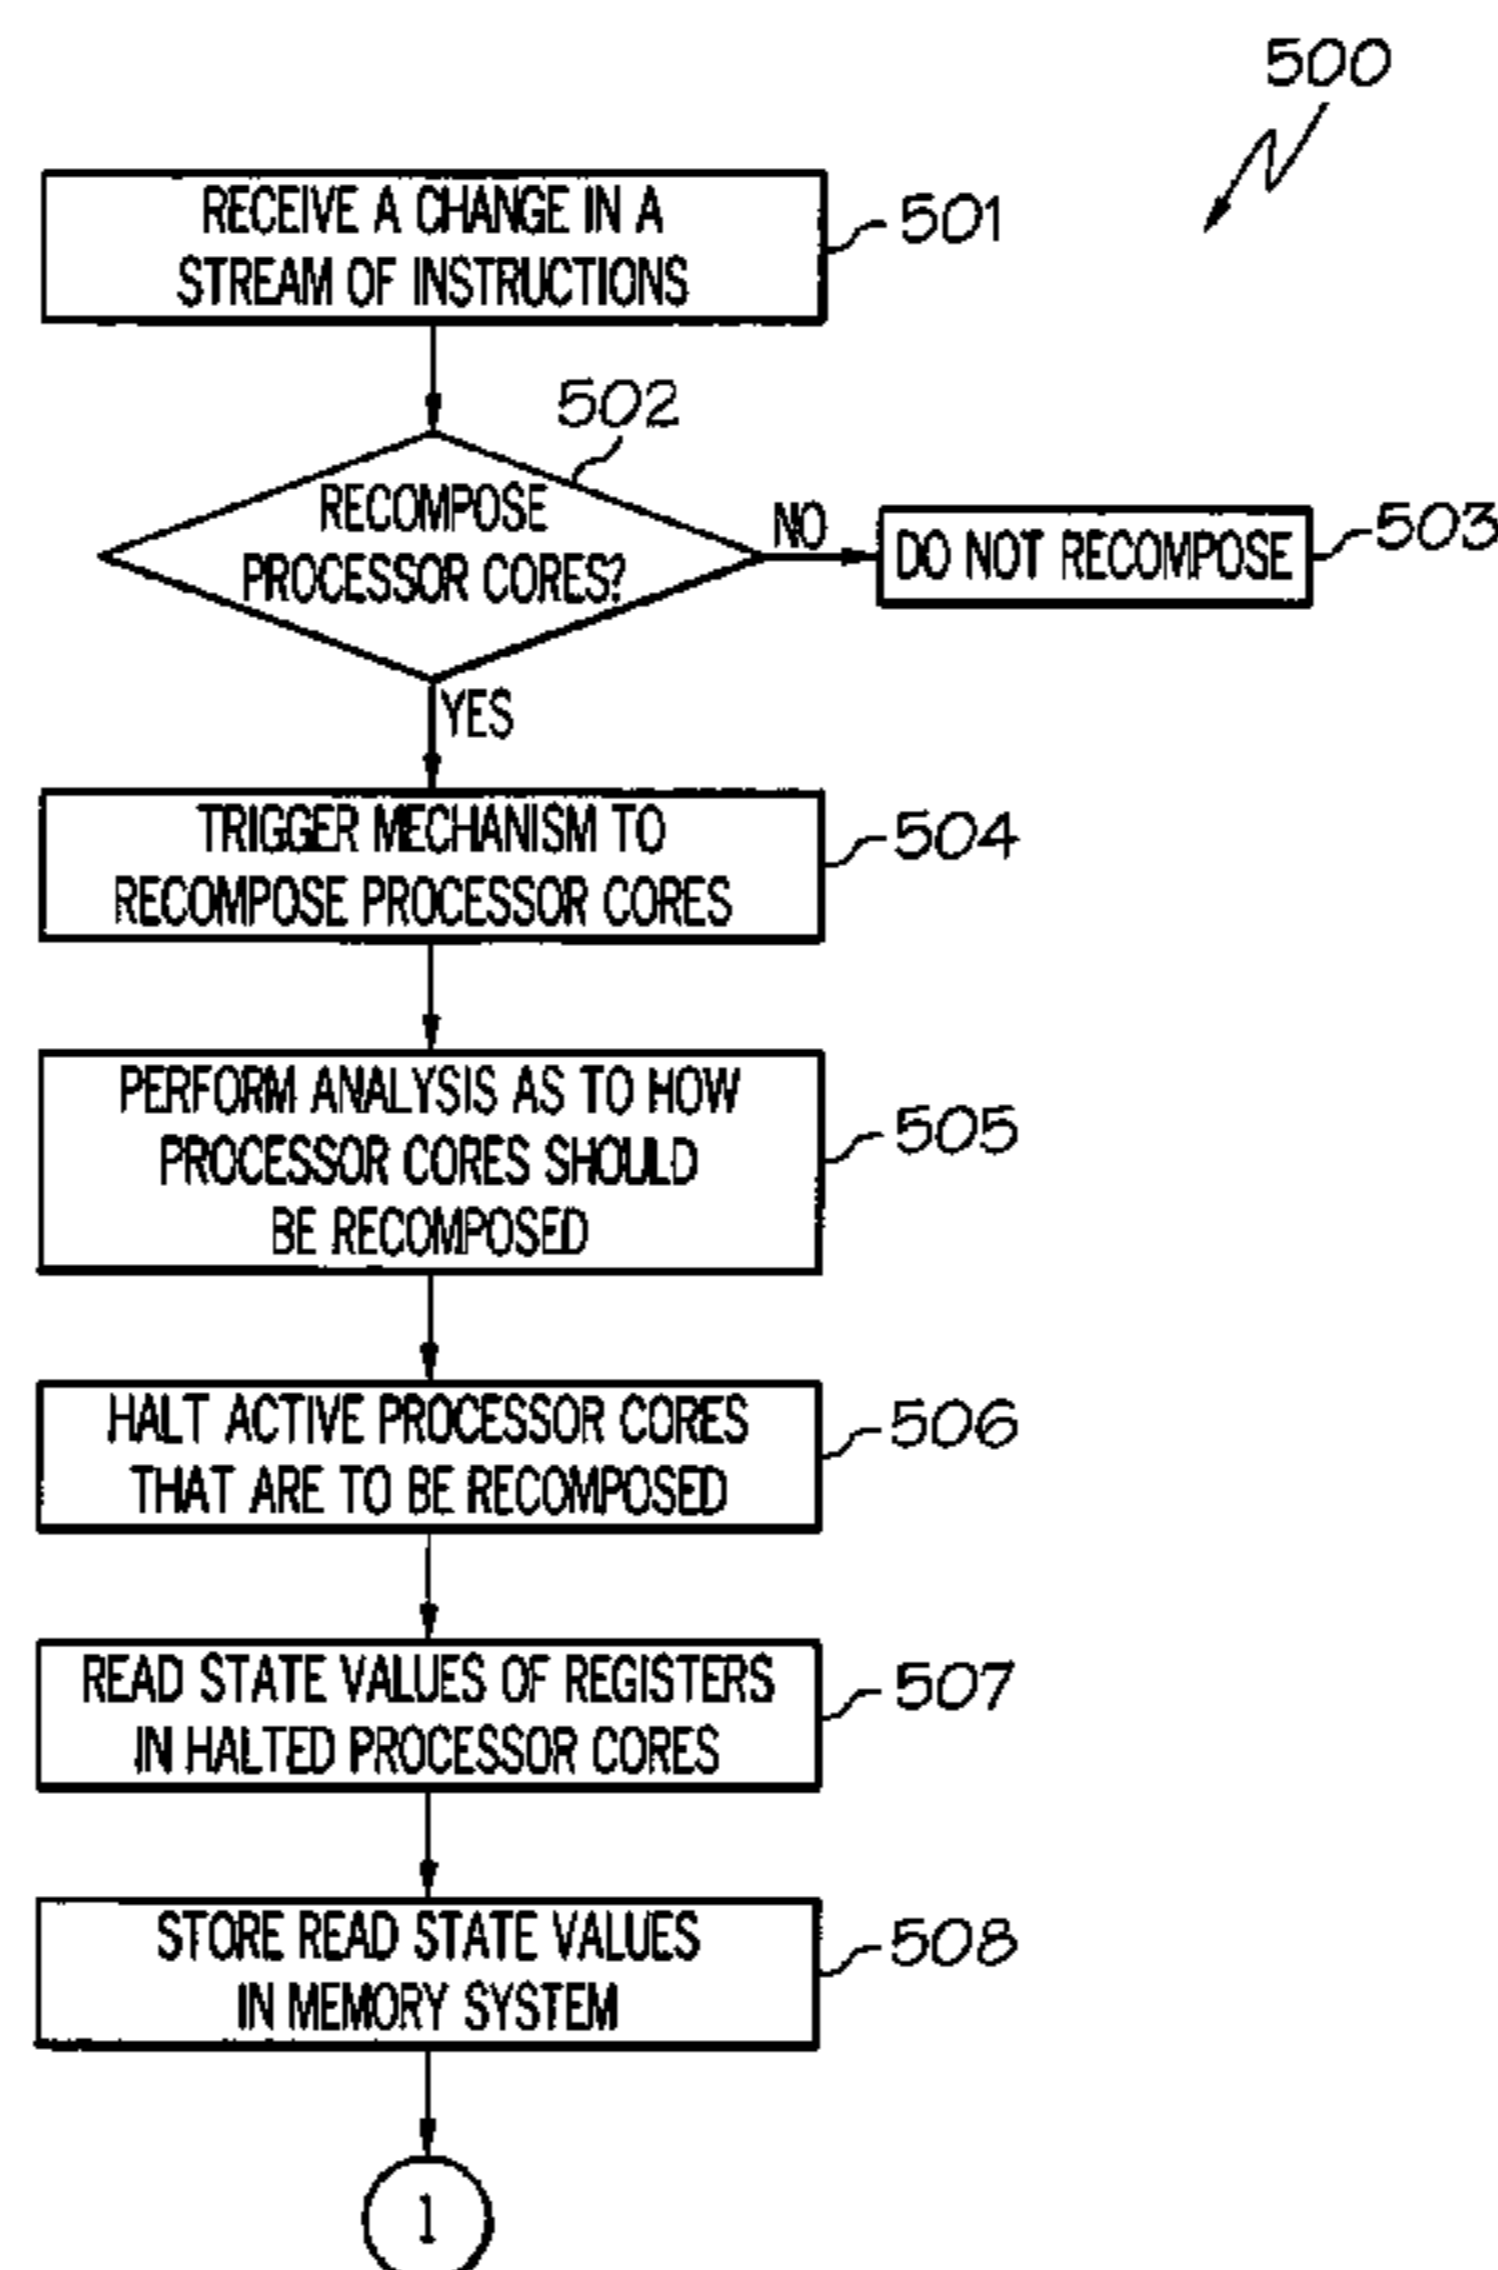 500
RECEIVE A CHANGE IN A
STREAM OF INSTRUCTIONS
501
502
RECOMPOSE
PROCESSOR CORES?
NO
DO NOT RECOMPOSE
503
YES
TRIGGER MECHANISM TO
RECOMPOSE PROCESSOR CORES
504
PERFORM ANALYSIS AS TO HOW
PROCESSOR CORES SHOULD
BE RECOMPOSED
505
HALT ACTIVE PROCESSOR CORES
THAT ARE TO BE RECOMPOSED
506
READ STATE VALUES OF REGISTERS
IN HALTED PROCESSOR CORES
507
STORE READ STATE VALUES
IN MEMORY SYSTEM
508
1